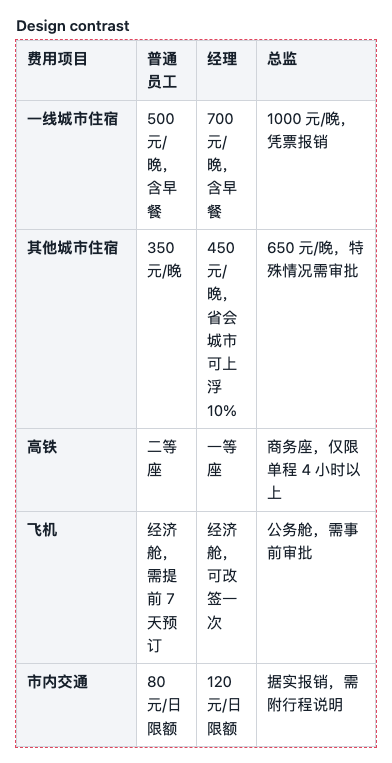 Design contrast
费用项目 普通 经理 总监
员工
一线城市住宿 500 700 1000 元/晚，
元/ 元/ 凭票报销
晚， 晚，
含早 含早
餐 餐
其他城市住宿 350 450 650 元/晚，特
元/晚 元/ 殊情况需审批
晚，
省会
城市
可上
浮
10%
高铁 二等 一等 商务座，仅限
座 座 单程 4 小时以
上
飞机 经济 经济 公务舱，需事
舱， 舱， 前审批
需提 可改
前 7 签一
天预 次
订
市内交通 80 120 据实报销，需
元/日 元/日 附行程说明
限额 限额